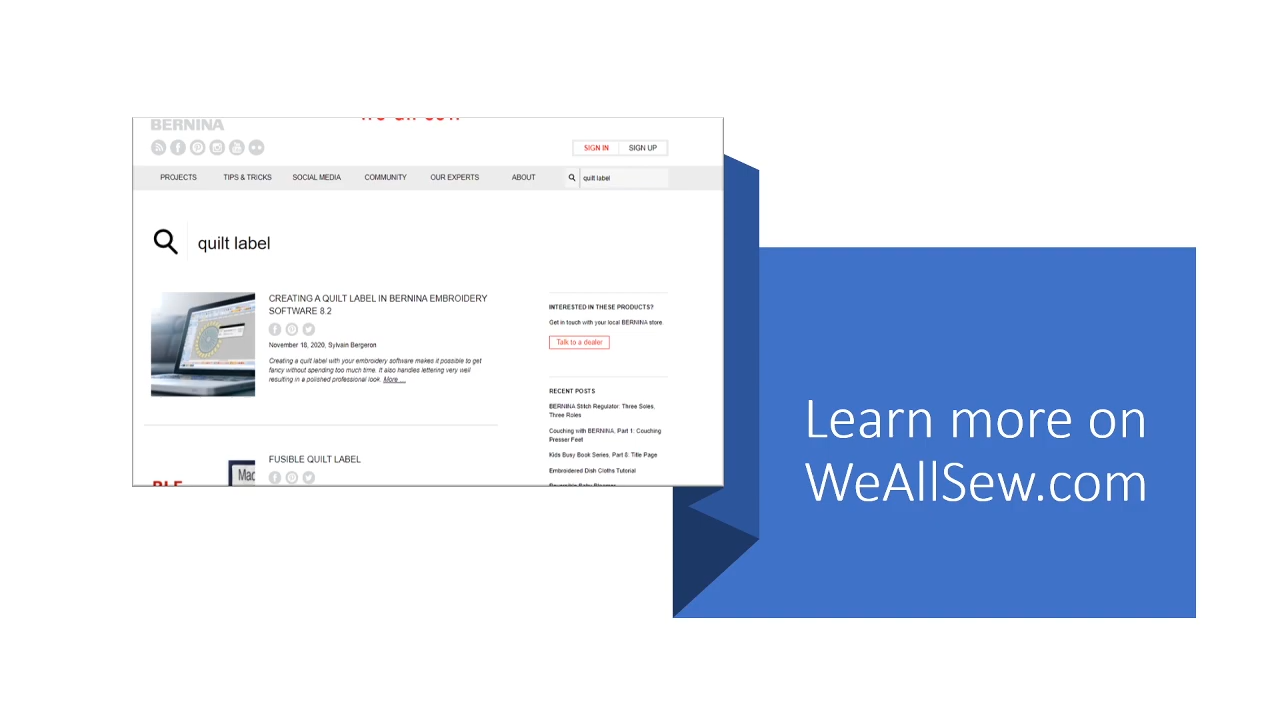 BERNINA
we all sew
SIGN IN
SIGN UP
PROJECTS
TIPS & TRICKS
SOCIAL MEDIA
COMMUNITY
OUR EXPERTS
ABOUT
quilt label
quilt label
CREATING A QUILT LABEL IN BERNINA EMBROIDERY
SOFTWARE 8.2
November 18, 2020, Sylvain Bergeron
Creating a quilt label with your embroidery software makes it possible to get
fancy without spending too much time. It also handles lettering very well
resulting in a polished professional look. More ...
FUSIBLE QUILT LABEL
Mac
INTERESTED IN THESE PRODUCTS?
Get in touch with your local BERNINA store.
Talk to a dealer
RECENT POSTS
BERNINA Stitch Regulator: Three Soles,
Three Roles
Couching with BERNINA, Part 1: Couching
Presser Feet
Kids Busy Book Series, Part 8: Title Page
Embroidered Dish Cloths Tutorial
Learn more on
WeAllSew.com